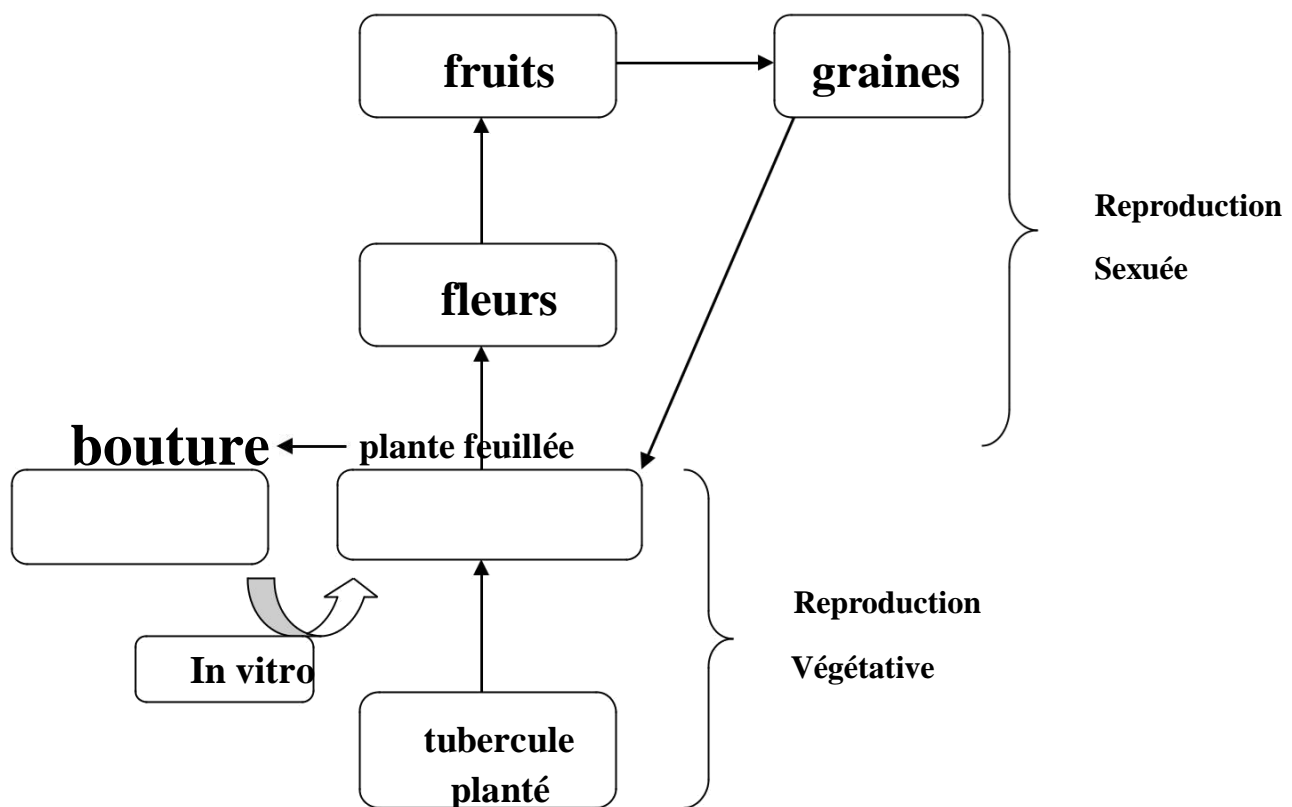 fruits
graines
Reproduction
Sexuée
fleurs
bouture
plante feuillée
Reproduction
Végétative
In vitro
tubercule
planté